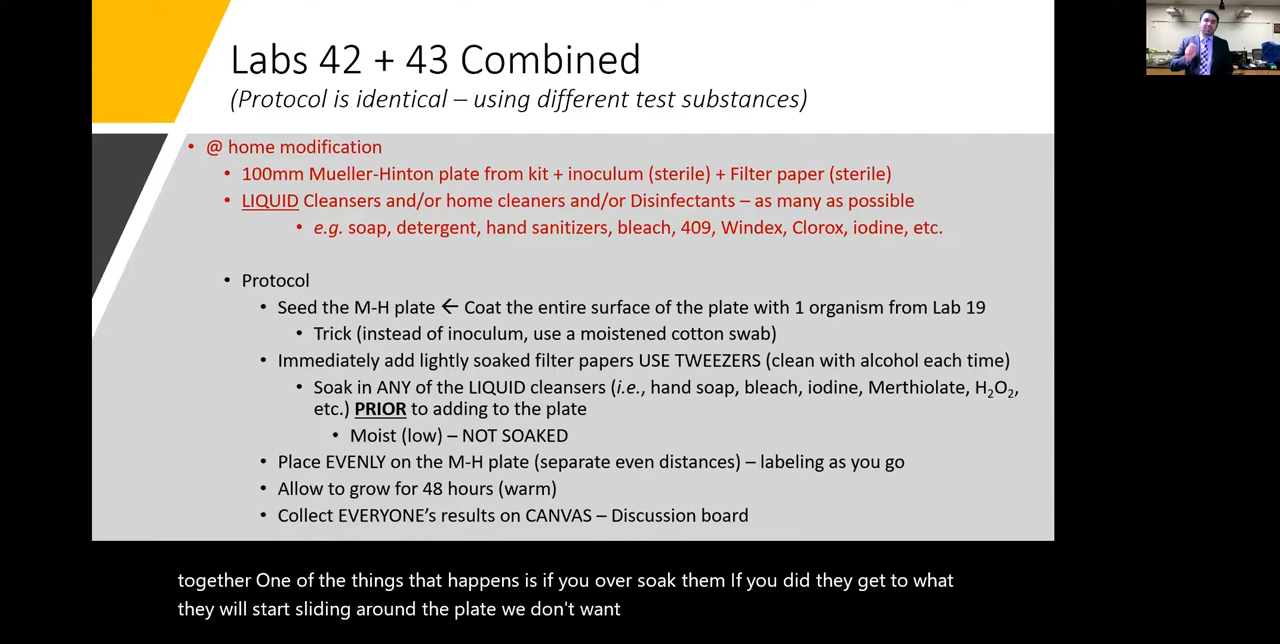 Labs 42 + 43 Combined
(Protocol is identical – using different test substances)
• @ home modification
• 100mm Mueller-Hinton plate from kit + inoculum (sterile) + Filter paper (sterile)
• LIQUID Cleansers and/or home cleaners and/or Disinfectants – as many as possible
• e.g. soap, detergent, hand sanitizers, bleach, 409, Windex, Clorox, iodine, etc.
• Protocol
• Seed the M-H plate ← Coat the entire surface of the plate with 1 organism from Lab 19
• Trick (instead of inoculum, use a moistened cotton swab)
• Immediately add lightly soaked filter papers USE TWEEZERS (clean with alcohol each time)
• Soak in ANY of the LIQUID cleansers (i.e., hand soap, bleach, iodine, Merthiolate, H₂O₂,
etc.) PRIOR to adding to the plate
• Moist (low) – NOT SOAKED
• Place EVENLY on the M-H plate (separate even distances) – labeling as you go
• Allow to grow for 48 hours (warm)
• Collect EVERYONE's results on CANVAS – Discussion board
together One of the things that happens is if you over soak them If you did they get to what
they will start sliding around the plate we don't want